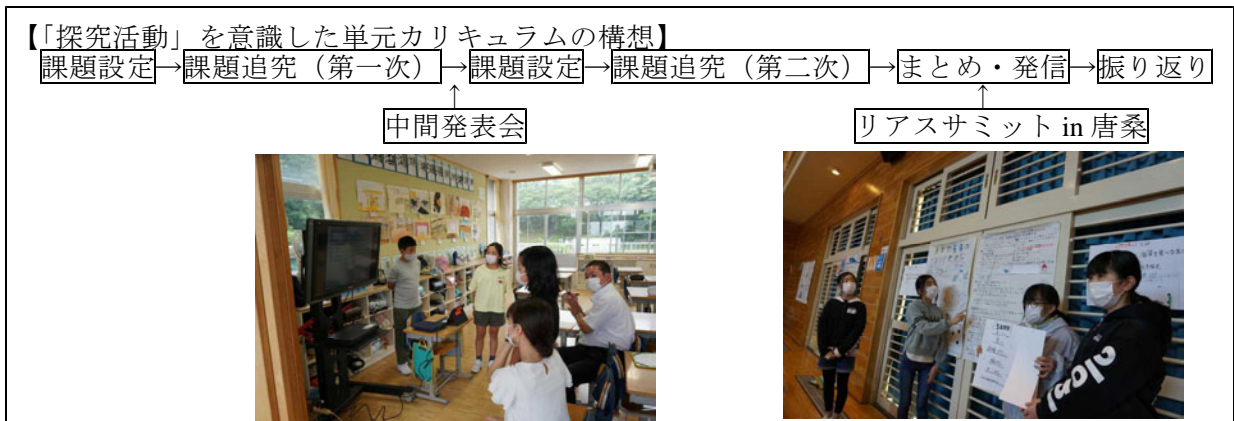 【「探究活動」を意識した単元カリキュラムの構想】
課題設定→課題追究（第一次）→課題設定→課題追究（第二次）→まとめ・発信→振り返り
↑ ↑
中間発表会 リアスサミット in 唐桑